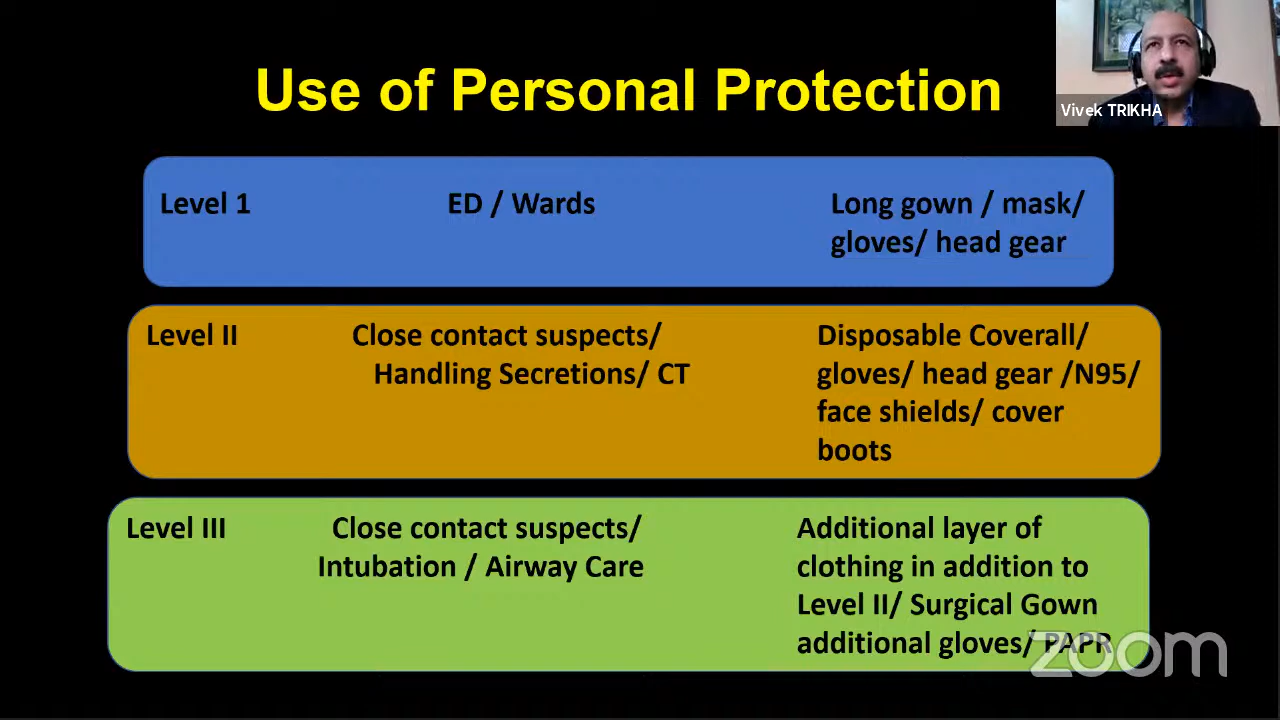 Use of Personal Protection
Vivek TRIKHA
Level 1
ED / Wards
Long gown / mask/
gloves/ head gear
Level II
Close contact suspects/
Handling Secretions/ CT
Disposable Coverall/
gloves/ head gear /N95/
face shields/ cover
boots
Level III
Close contact suspects/
Intubation / Airway Care
Additional layer of
clothing in addition to
Level II/ Surgical Gown
additional gloves/ PAPR
zoom